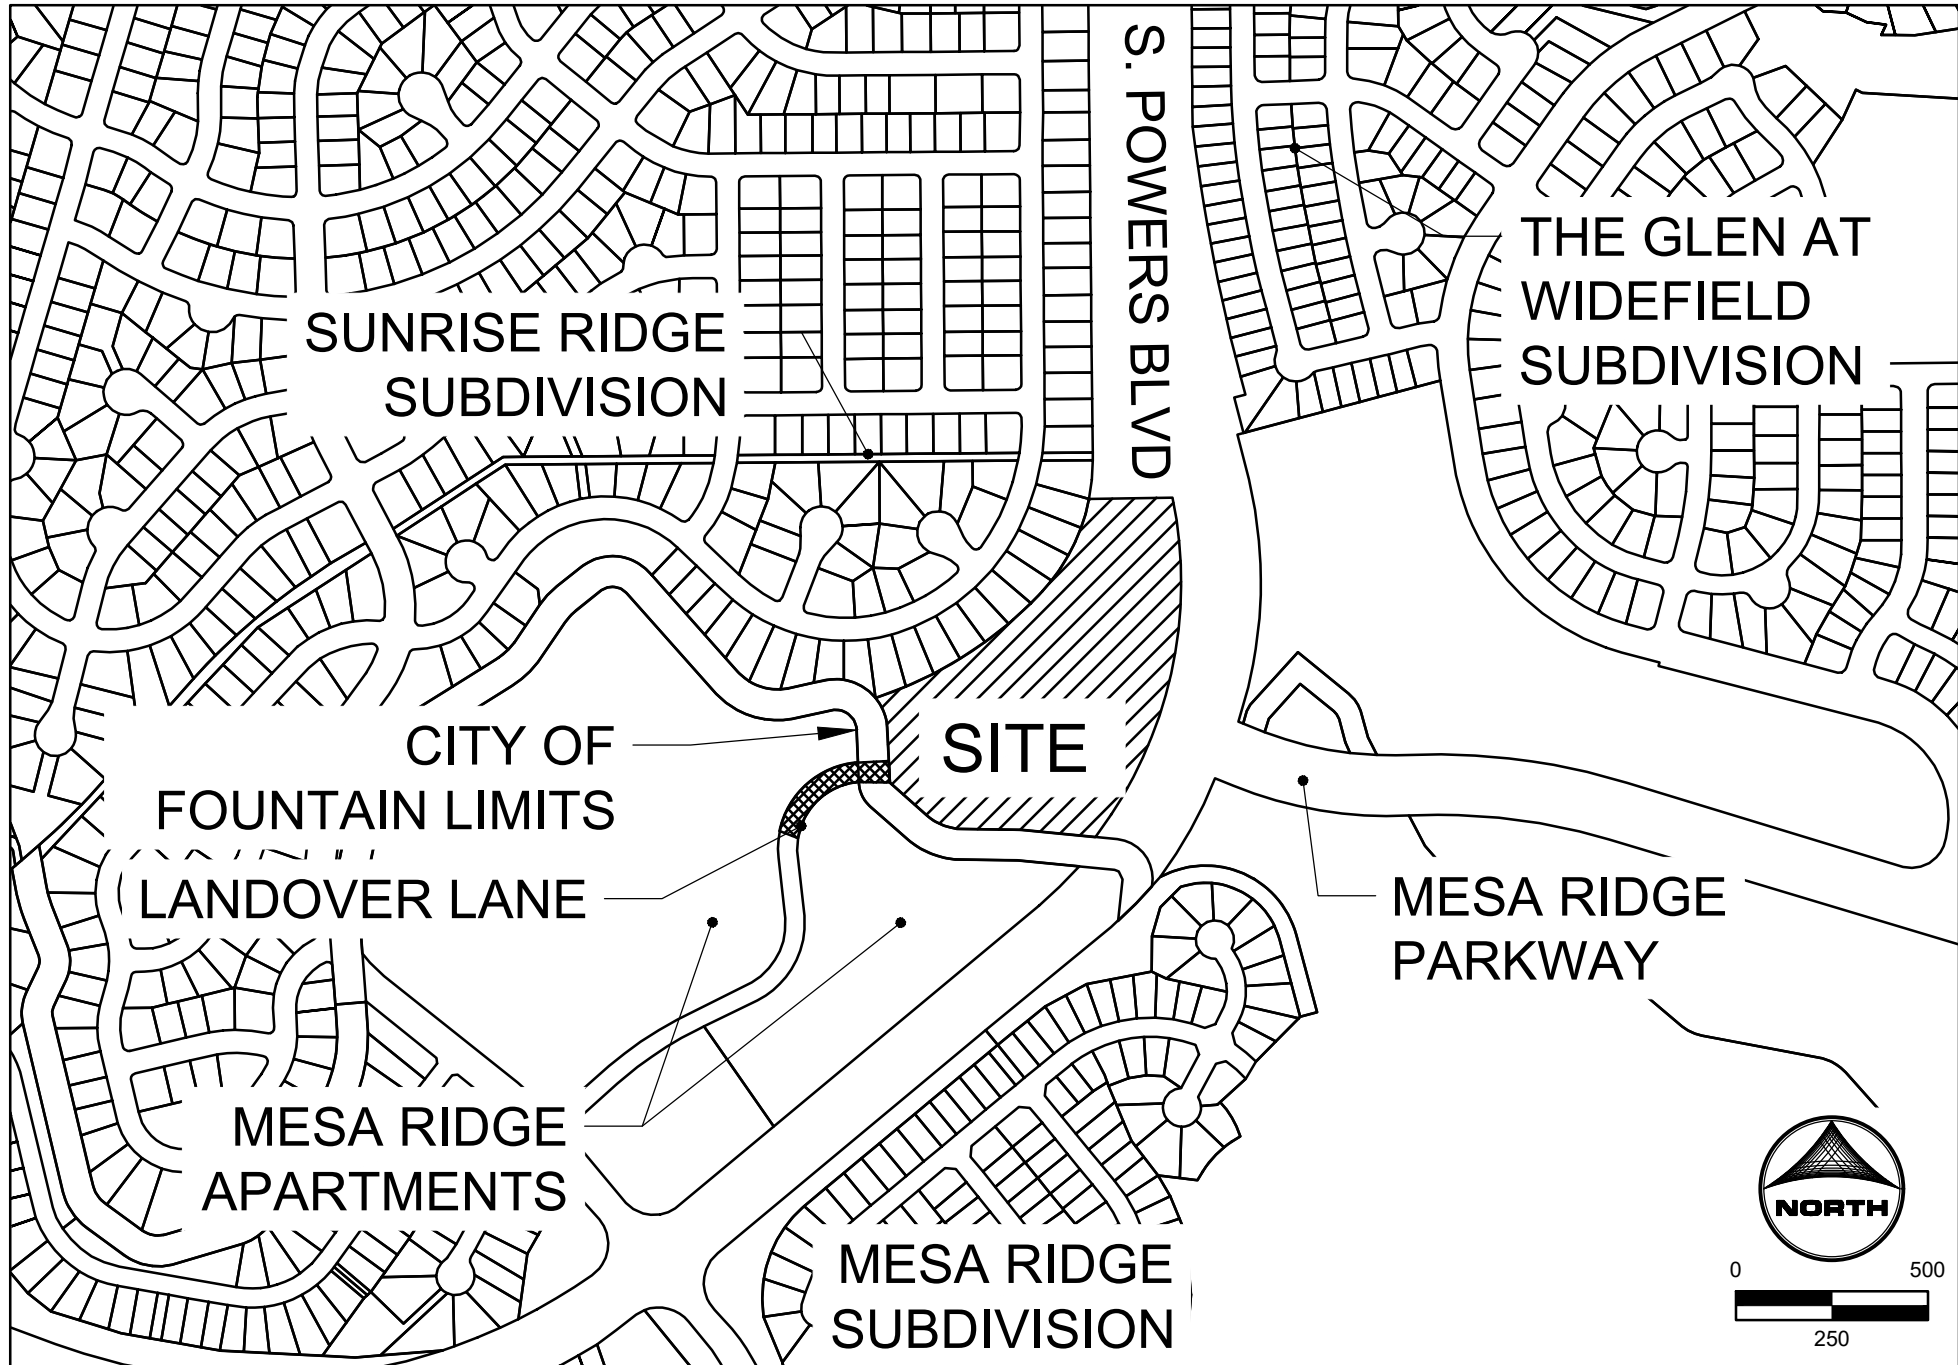 S. POWERS BLVD
THE GLEN AT
WIDEFIELD
SUBDIVISION
SUNRISE RIDGE
SUBDIVISION
SITE
CITY OF
FOUNTAIN LIMITS
LANDOVER LANE
MESA RIDGE
PARKWAY
MESA RIDGE
APARTMENTS
MESA RIDGE
SUBDIVISION
NORTH
0 500
250